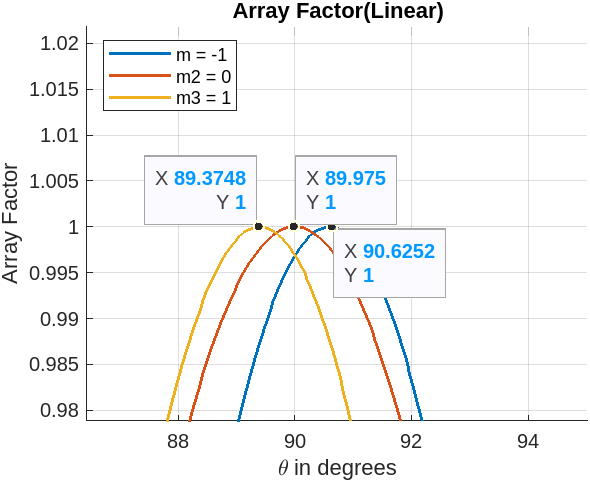 Array Factor(Linear)
1.02
1.015
1.01
1.005
1
0.995
0.99
0.985
0.98
Array Factor
m = -1
m2 = 0
m3 = 1
X 89.3748
Y 1
X 89.975
Y 1
X 90.6252
Y 1
88
90
92
94
θ in degrees